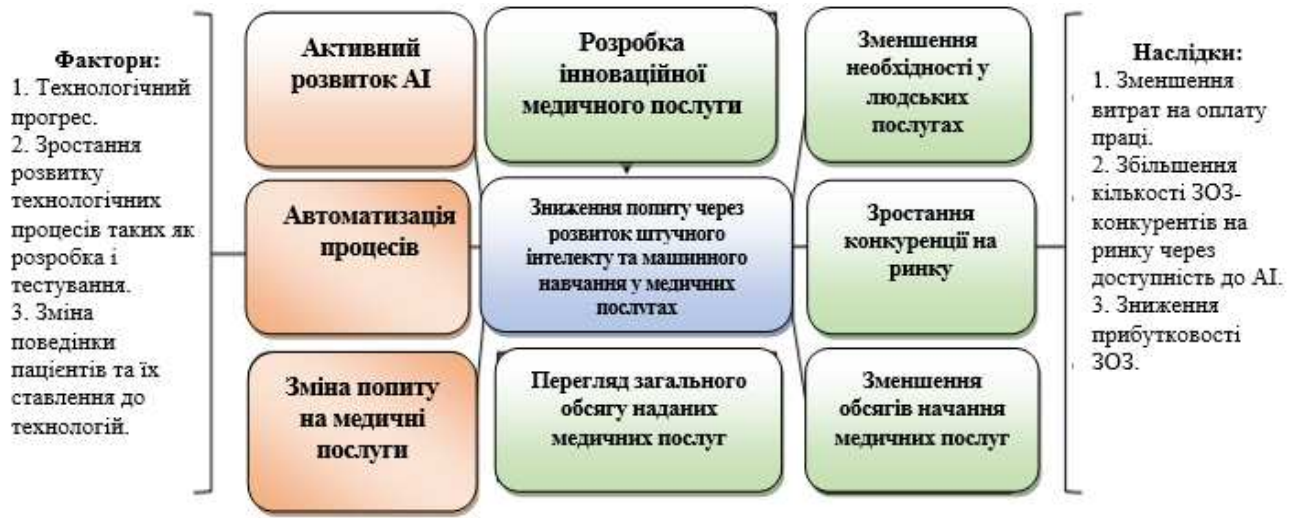 Фактори:
1. Технологічний
прогрес.
2. Зростання
розвитку
технологічних
процесів таких як
розробка і
тестування.
3. Зміна
поведінки
пацієнтів та їх
ставлення до
технологій.
Активний
розвиток AI
Автоматизація
процесів
Зміна попиту
на медичні
послуги
Розробка
інноваційної
медичного послуги
Зниження попиту через
розвиток штучного
інтелекту та машинного
навчання у медичних
послугах
Перегляд загального
обсягу наданих
медичних послуг
Зменшення
необхідності у
людських
послугах
Зростання
конкуренції на
ринку
Зменшення
обсягів начання
медичних послуг
Наслідки:
1. Зменшення
витрат на оплату
праці.
2. Збільшення
кількості ЗОЗ-
конкурентів на
ринку через
доступність до AI.
3. Зниження
прибутковості
ЗОЗ.